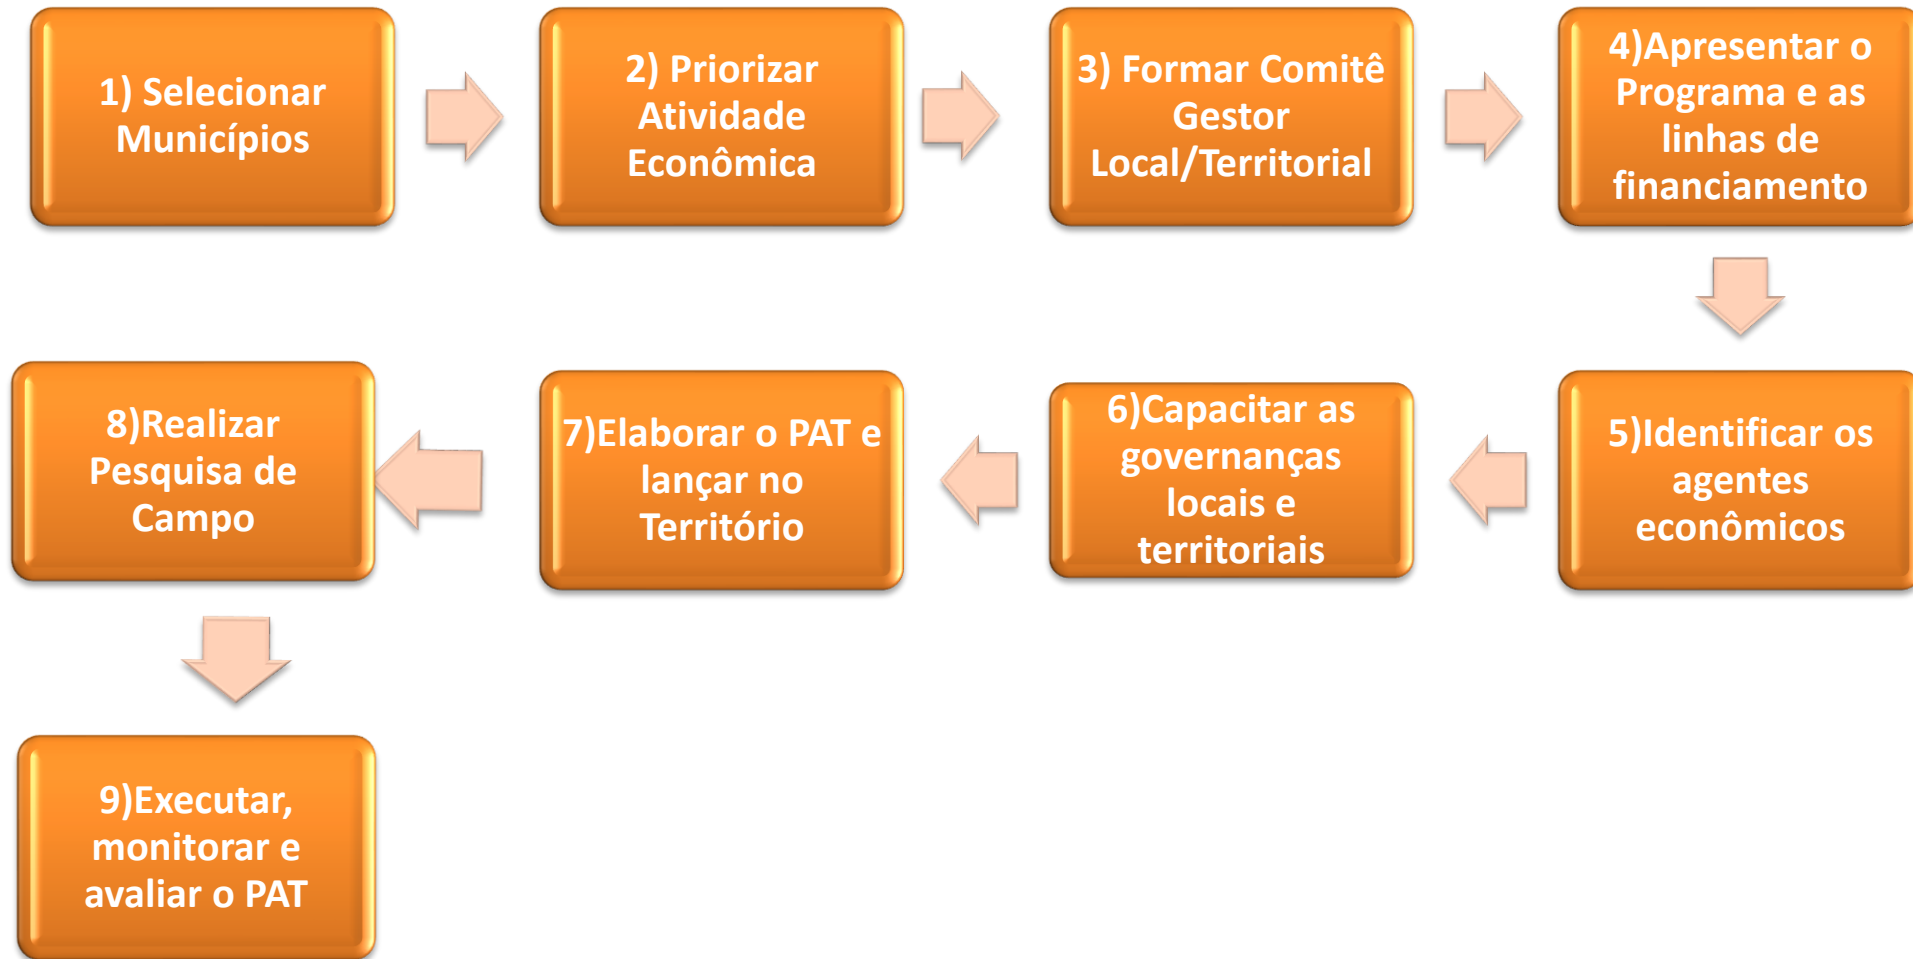 1) Selecionar
Municípios
2) Priorizar
Atividade
Econômica
3) Formar Comitê
Gestor
Local/Territorial
4)Apresentar o
Programa e as
linhas de
financiamento
5)Identificar os
agentes
econômicos
6)Capacitar as
governanças
locais e
territoriais
7)Elaborar o PAT e
lançar no
Território
8)Realizar
Pesquisa de
Campo
9)Executar,
monitorar e
avaliar o PAT